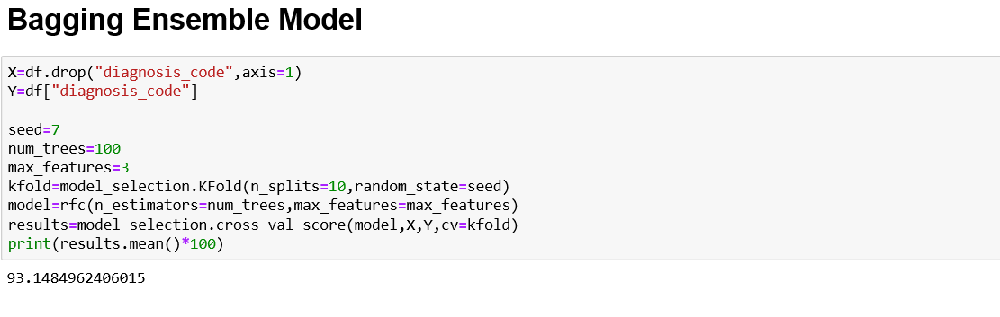 Bagging Ensemble Model
X=df.drop("diagnosis_code",axis=1)
Y=df["diagnosis_code"]
seed=7
num_trees=100
max_features=3
kfold=model_selection.KFold(n_splits=10,random_state=seed)
model=rfc(n_estimators=num_trees,max_features=max_features)
results=model_selection.cross_val_score(model,X,Y,cv=kfold)
print(results.mean()*100)
93.1484962406015